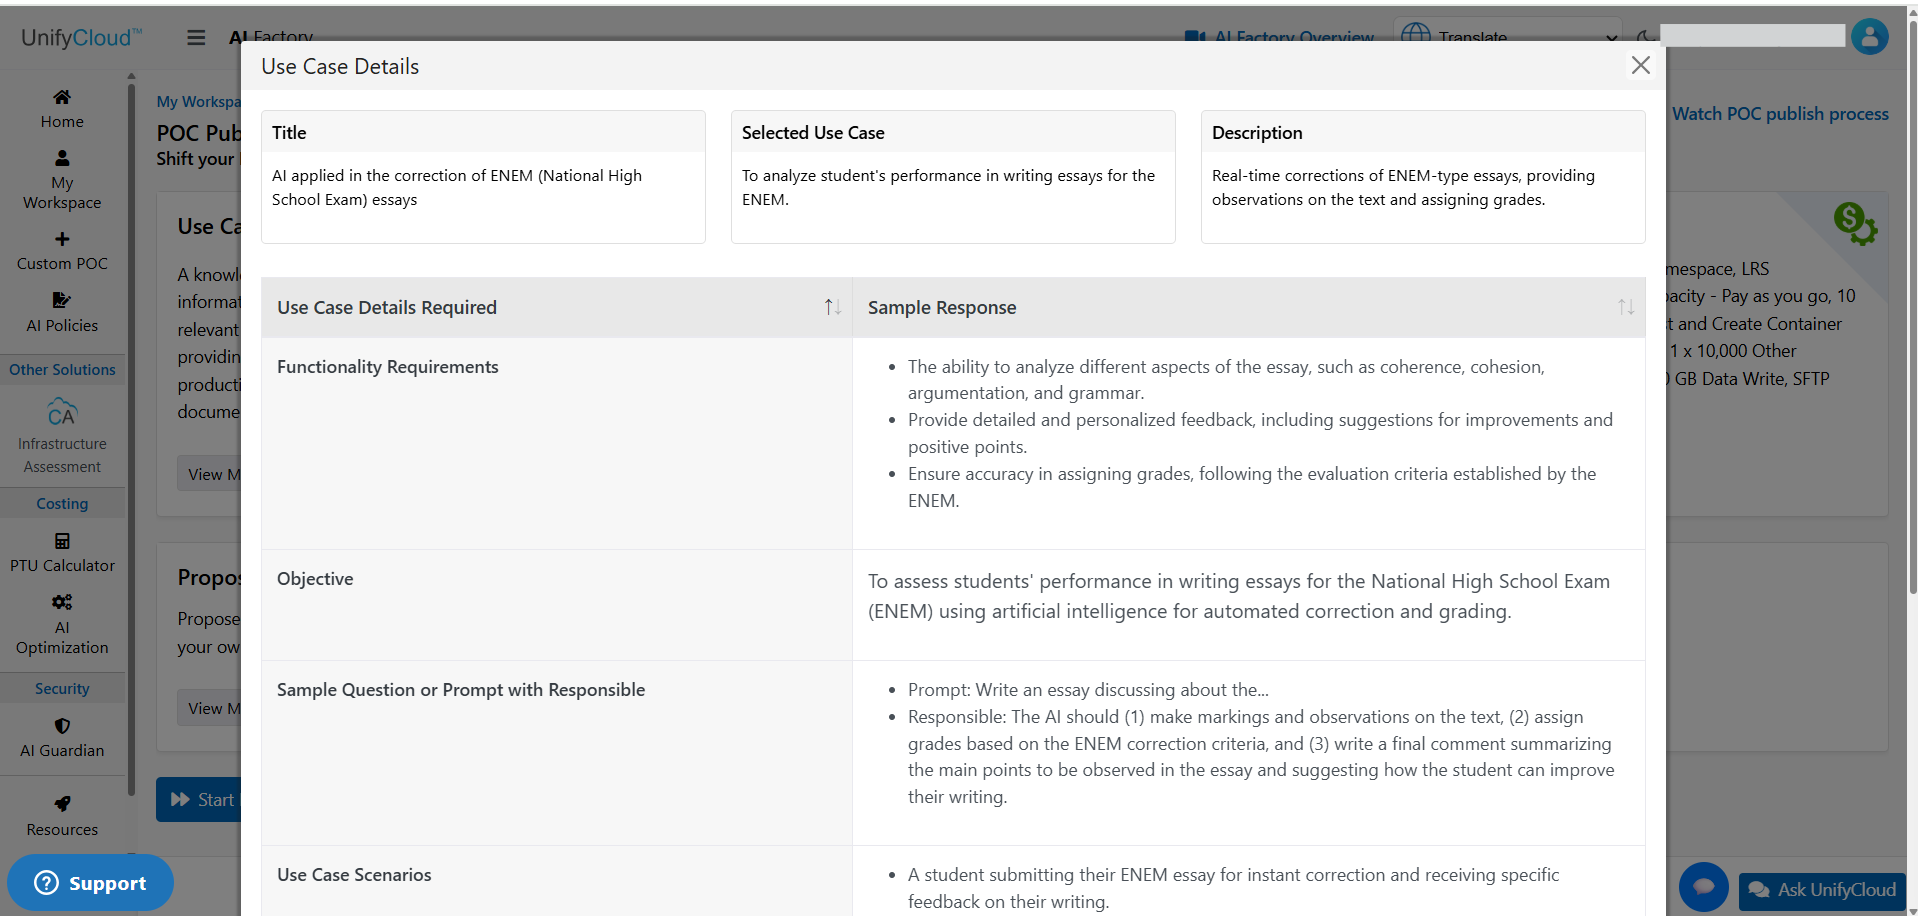 UnifyCloud™
AI Factory
AI Factory Overview
Translate
Home
My
Workspace
Custom POC
AI Policies
Other Solutions
CA
Infrastructure
Assessment
Costing
PTU Calculator
AI
Optimization
Security
AI Guardian
Resources
Support
My Workspa
POC Pub
Shift your
Watch POC publish process
Use Ca
A knowl
informat
relevant
providin
producti
docume
View M
Propos
Propose
your ow
View M
Start
mespace, LRS
pacity - Pay as you go, 10
t and Create Container
1 x 10,000 Other
0 GB Data Write, SFTP
Use Case Details
Title
AI applied in the correction of ENEM (National High
School Exam) essays
Selected Use Case
To analyze student's performance in writing essays for the
ENEM.
Description
Real-time corrections of ENEM-type essays, providing
observations on the text and assigning grades.
Use Case Details Required
Sample Response
Functionality Requirements
• The ability to analyze different aspects of the essay, such as coherence, cohesion,
argumentation, and grammar.
• Provide detailed and personalized feedback, including suggestions for improvements and
positive points.
• Ensure accuracy in assigning grades, following the evaluation criteria established by the
ENEM.
Objective
To assess students' performance in writing essays for the National High School Exam
(ENEM) using artificial intelligence for automated correction and grading.
Sample Question or Prompt with Responsible
• Prompt: Write an essay discussing about the...
• Responsible: The AI should (1) make markings and observations on the text, (2) assign
grades based on the ENEM correction criteria, and (3) write a final comment summarizing
the main points to be observed in the essay and suggesting how the student can improve
their writing.
Use Case Scenarios
• A student submitting their ENEM essay for instant correction and receiving specific
feedback on their writing.
Ask UnifyCloud